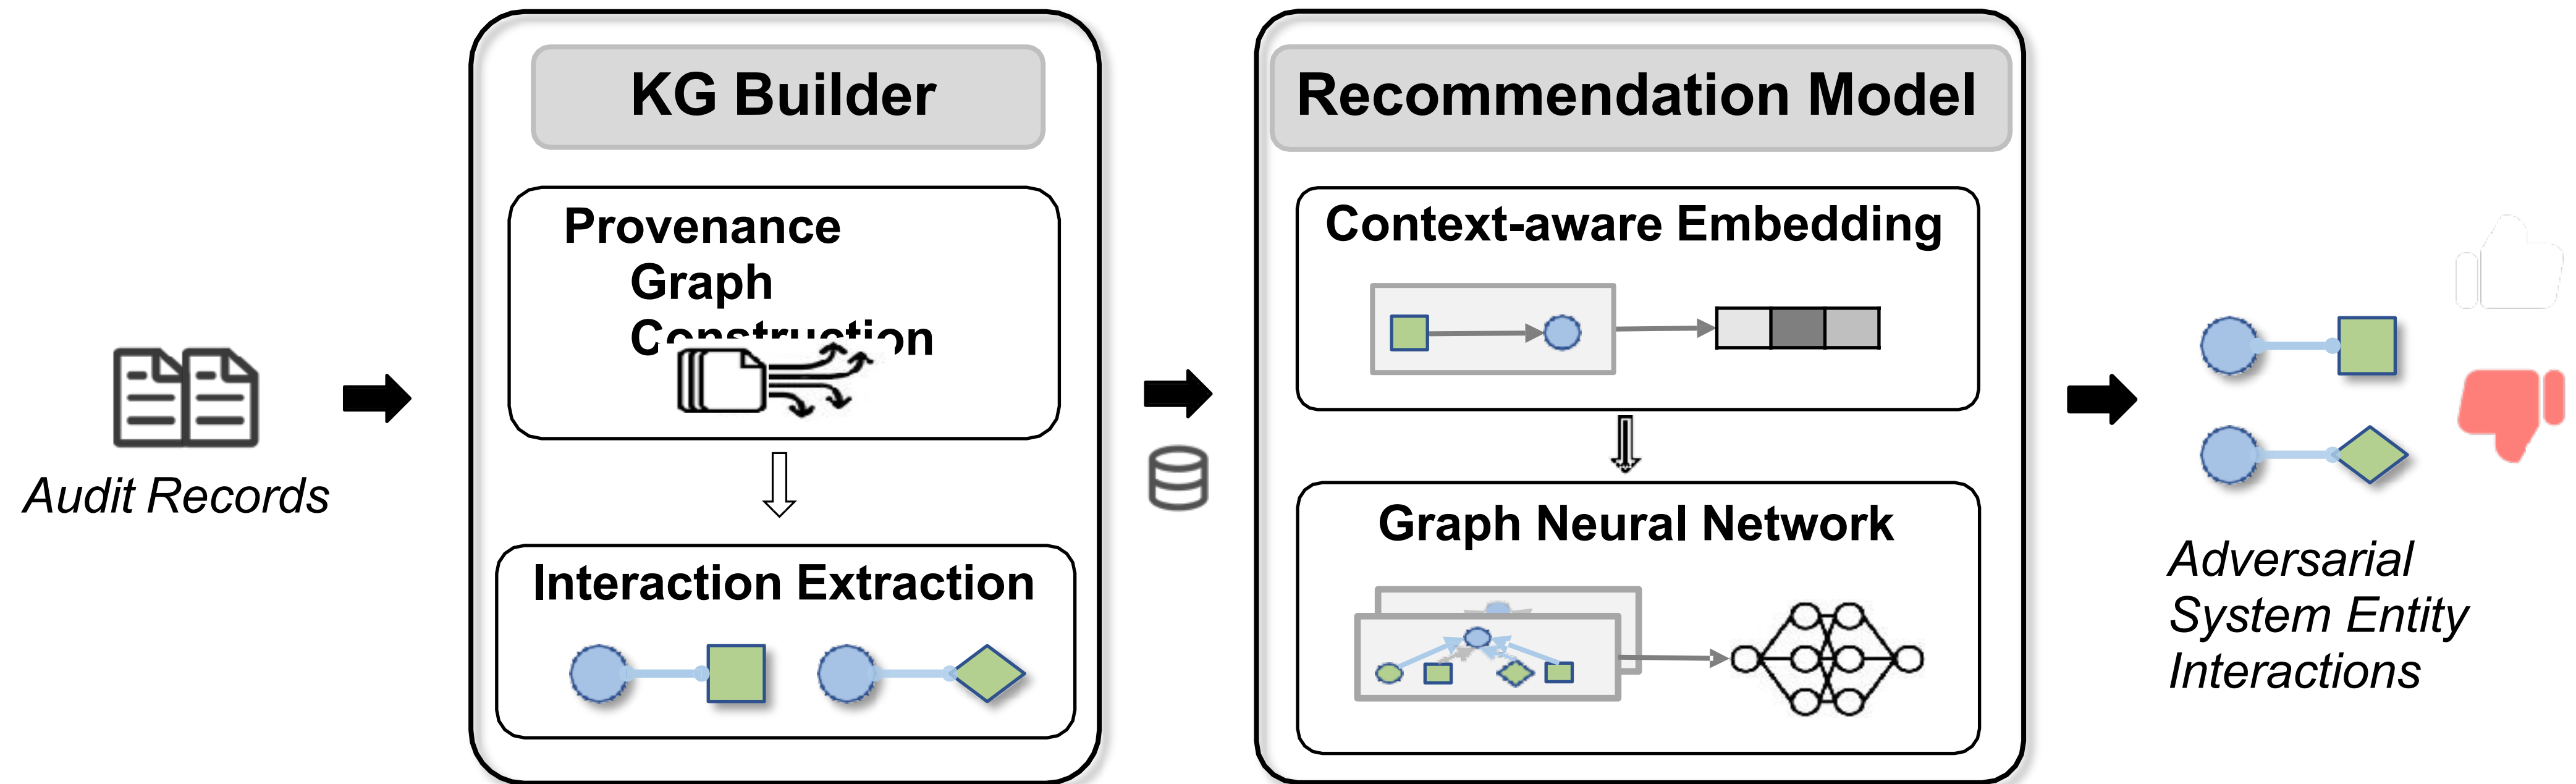 KG Builder
Provenance
Graph
Construction
Interaction Extraction
Audit Records
Recommendation Model
Context-aware Embedding
Graph Neural Network
Adversarial
System Entity
Interactions